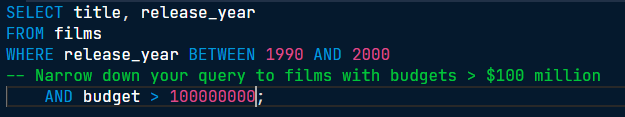 SELECT title, release_year
FROM films
WHERE release_year BETWEEN 1990 AND 2000
-- Narrow down your query to films with budgets > $100 million
    AND budget > 100000000;